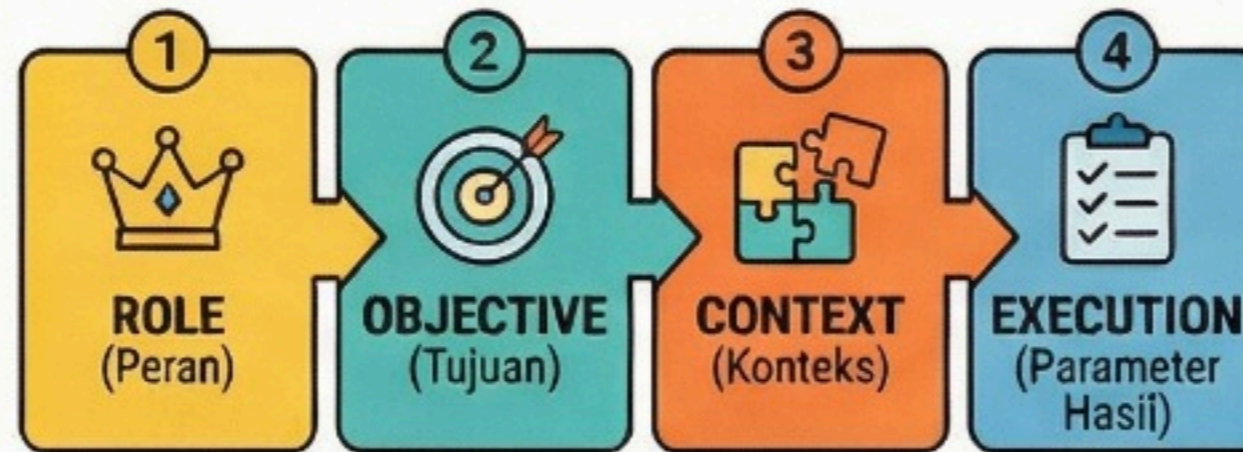 1
ROLE
(Peran)
2
OBJECTIVE
(Tujuan)
3
CONTEXT
(Konteks)
4
EXECUTION
(Parameter
Hasii)